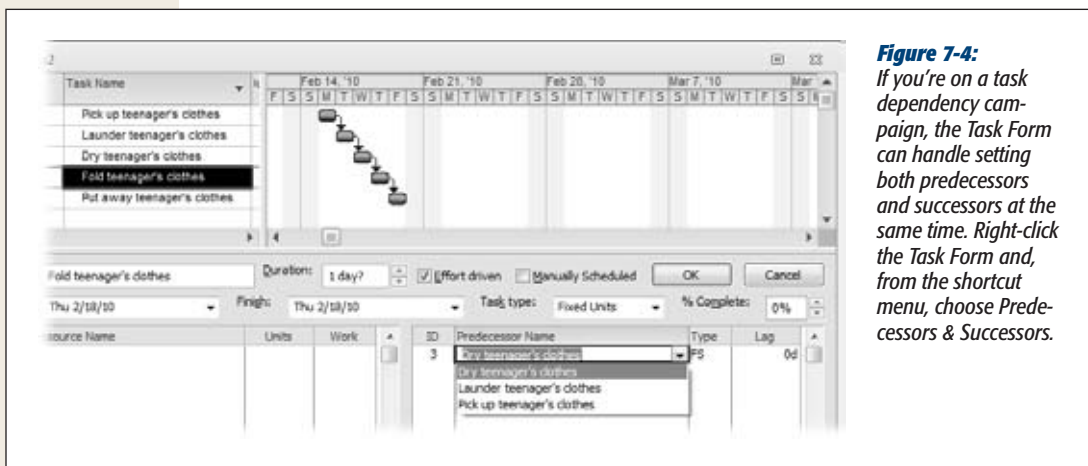 Figure 7-4:
If you're on a task
dependency cam-
paign, the Task Form
can handle setting
both predecessors
and successors at the
same time. Right-click
the Task Form and,
from the shortcut
menu, choose Prede-
cessors & Successors.
Task Name
Feb 14, '10 Feb 21, '10 Feb 28, '10 Mar 7, '10 Mar
F S S M T W T F S S M T W T F S S M T W T F S S M T W T F S S
Pick up teenager's clothes
Launder teenager's clothes
Dry teenager's clothes
Fold teenager's clothes
Put away teenager's clothes
Fold teenager's clothes Duration: 1 day? Effort driven Manually Scheduled OK Cancel
Thu 2/18/10 Finish: Thu 2/18/10 Task type: Fixed Units % Complete: 0%
source Name Units Work ID Predecessor Name Type Lag
3 Dry teenager's clothes FS 0d
Dry teenager's clothes
Launder teenager's clothes
Pick up teenager's clothes